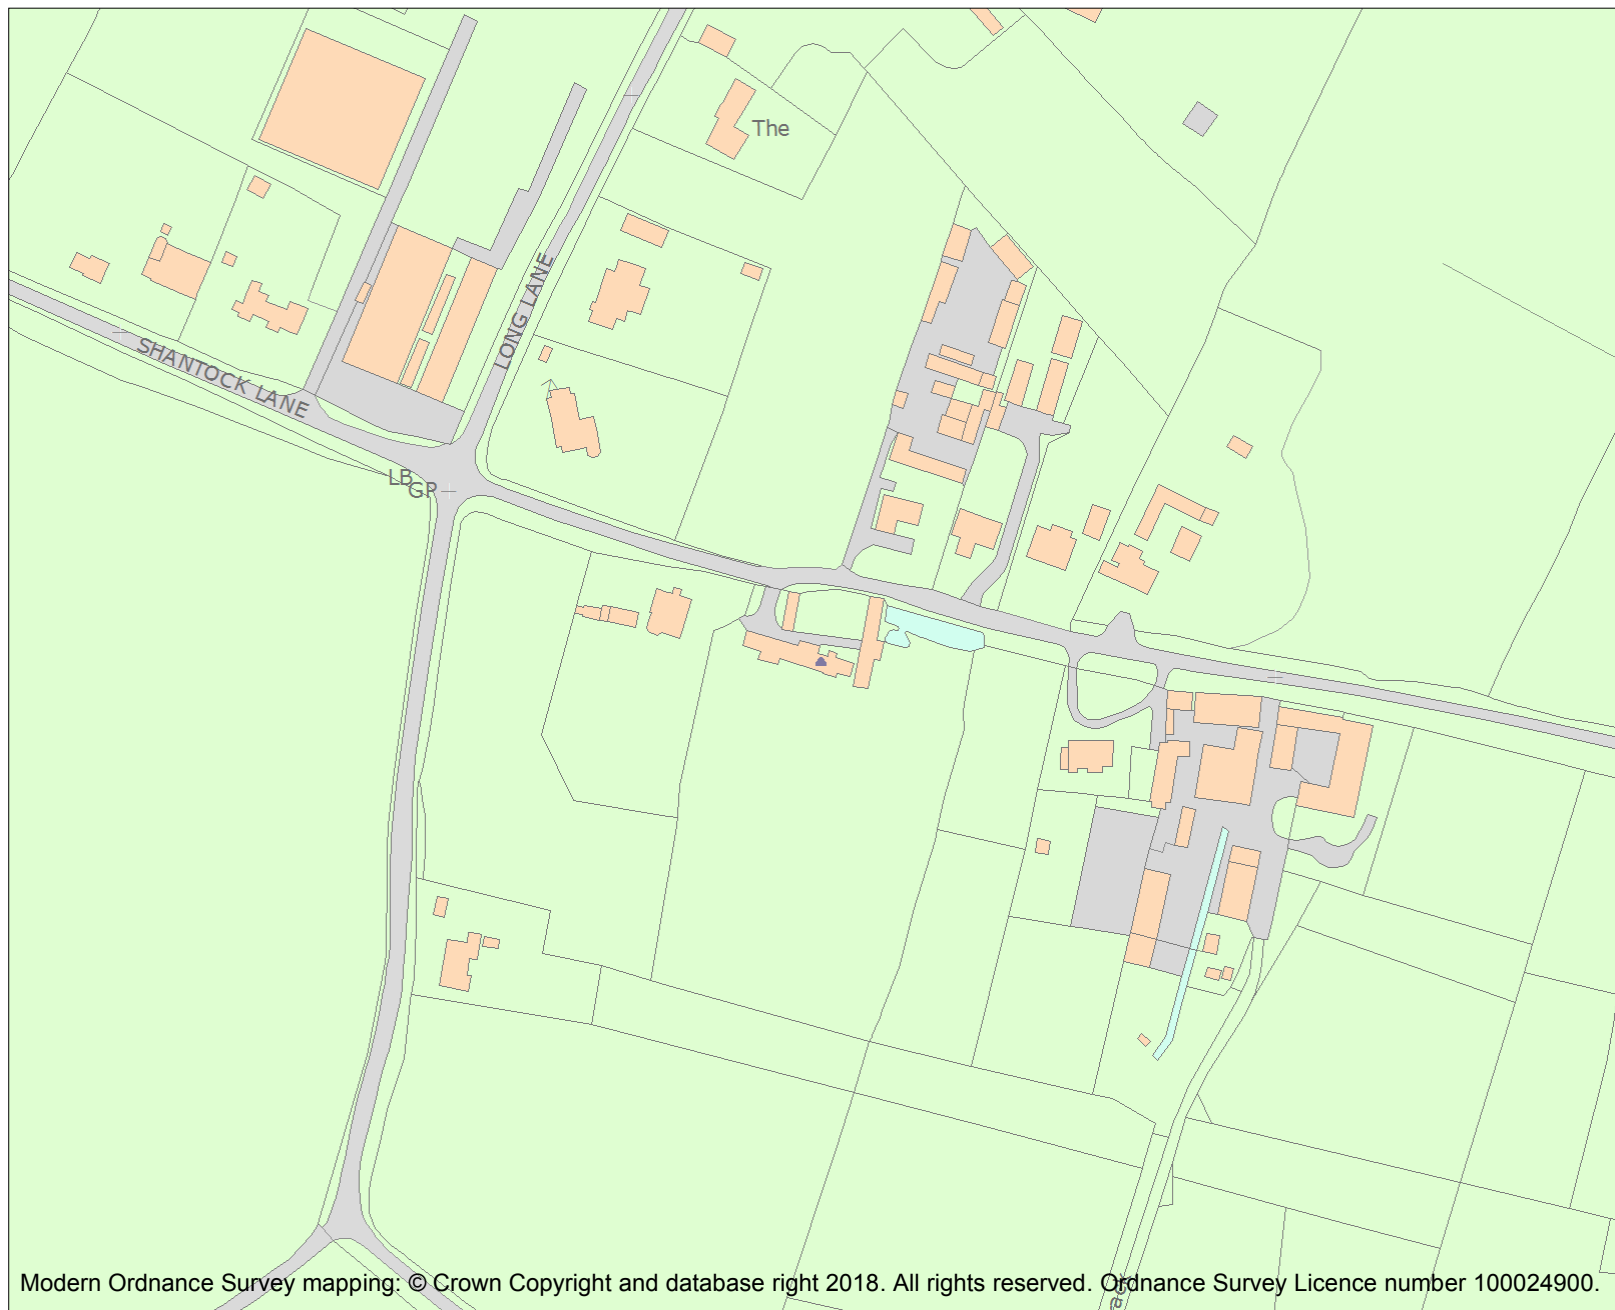 The
LONG LANE
SHANTOCK LANE
LB
GP
Modern Ordnance Survey mapping: © Crown Copyright and database right 2018. All rights reserved. Ordnance Survey Licence number 100024900.